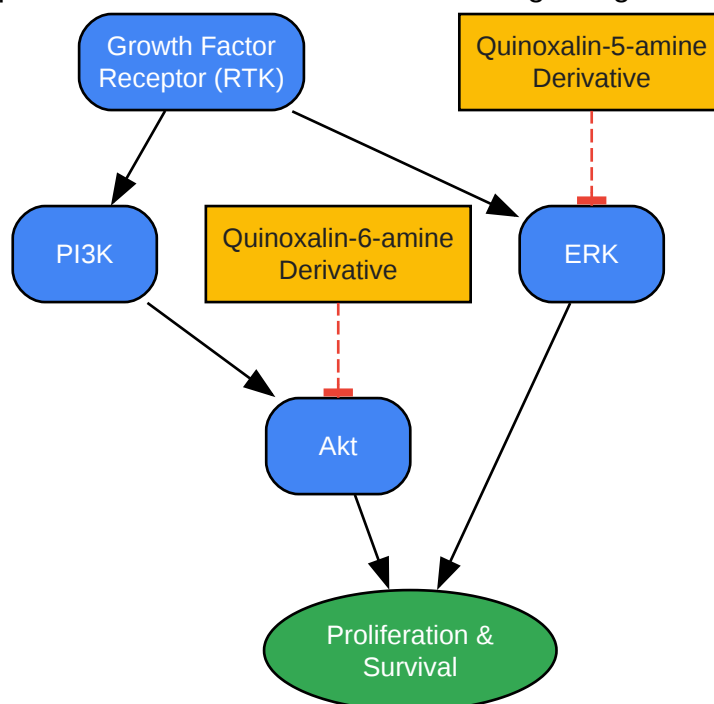 Growth Factor
Receptor (RTK)
Quinoxalin-5-amine
Derivative
PI3K
Quinoxalin-6-amine
Derivative
ERK
Akt
Proliferation &
Survival